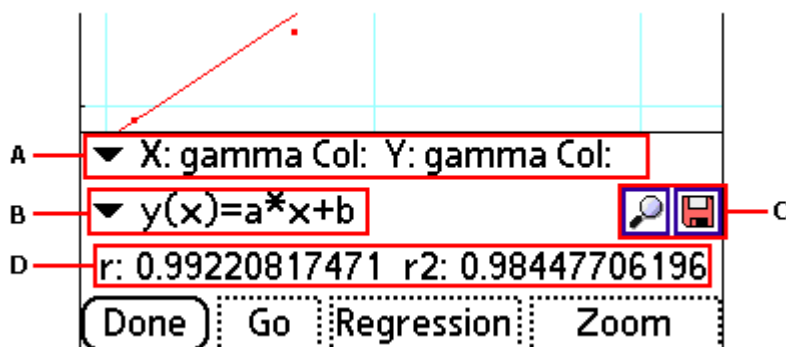 A ▼ X: gamma Col: Y: gamma Col:
B ▼ y(x)=a*x+b C
D r: 0.99220817471 r2: 0.98447706196
Done Go Regression Zoom